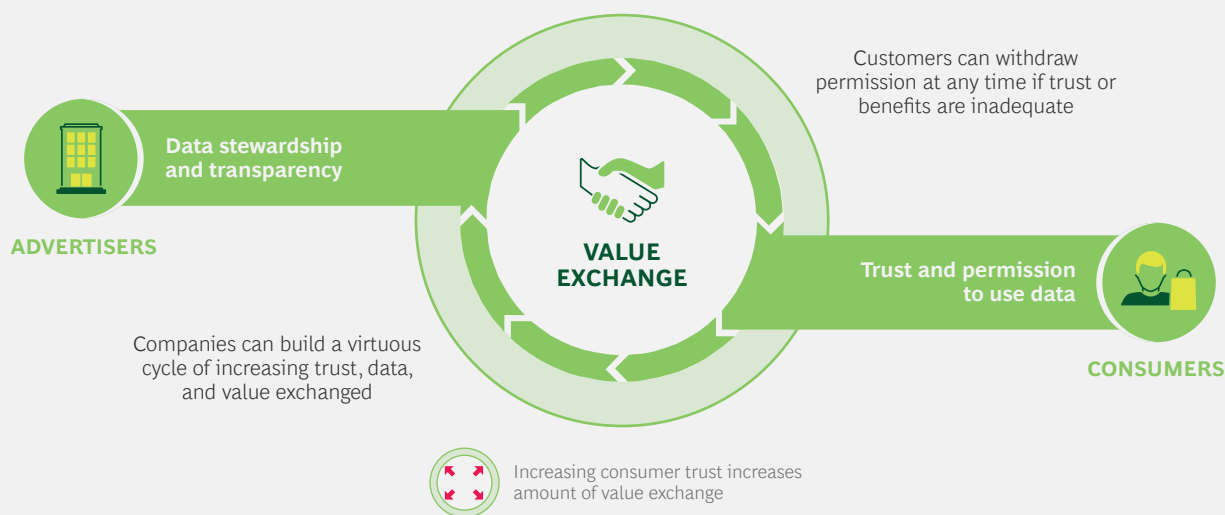 Customers can withdraw
permission at any time if trust or
benefits are inadequate
Data stewardship
and transparency
ADVERTISERS
VALUE
EXCHANGE
Trust and permission
to use data
CONSUMERS
Companies can build a virtuous
cycle of increasing trust, data,
and value exchanged
Increasing consumer trust increases
amount of value exchange